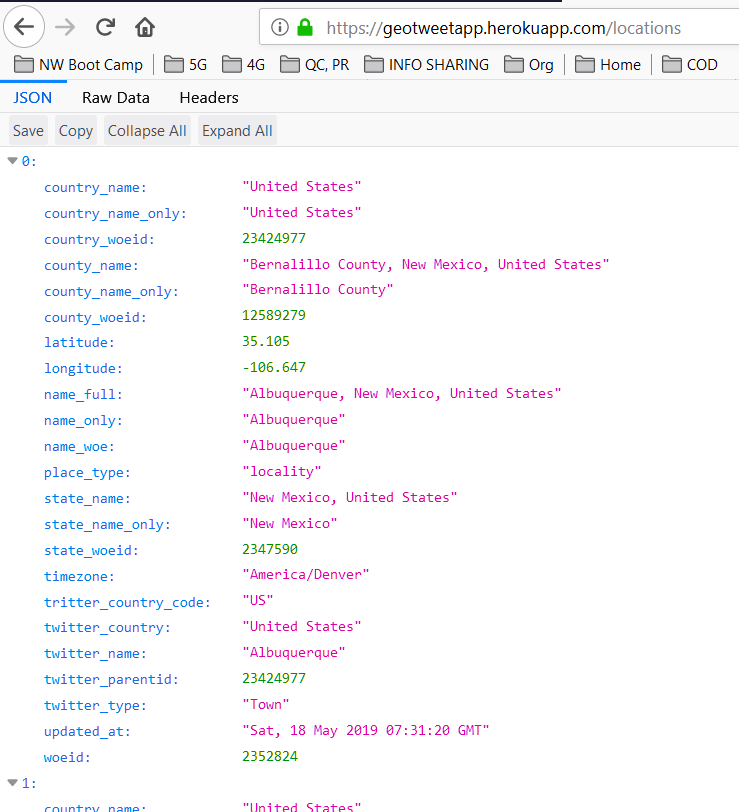 https://geotweetapp.herokuapp.com/locations
NW Boot Camp 5G 4G QC, PR INFO SHARING Org Home COD
JSON Raw Data Headers
Save Copy Collapse All Expand All
0:
country_name: "United States"
country_name_only: "United States"
country_woeid: 23424977
county_name: "Bernalillo County, New Mexico, United States"
county_name_only: "Bernalillo County"
county_woeid: 12589279
latitude: 35.105
longitude: -106.647
name_full: "Albuquerque, New Mexico, United States"
name_only: "Albuquerque"
name_woe: "Albuquerque"
place_type: "locality"
state_name: "New Mexico, United States"
state_name_only: "New Mexico"
state_woeid: 2347590
timezone: "America/Denver"
tritter_country_code: "US"
twitter_country: "United States"
twitter_name: "Albuquerque"
twitter_parentid: 23424977
twitter_type: "Town"
updated_at: "Sat, 18 May 2019 07:31:20 GMT"
woeid: 2352824
1:
country_name: "United States"